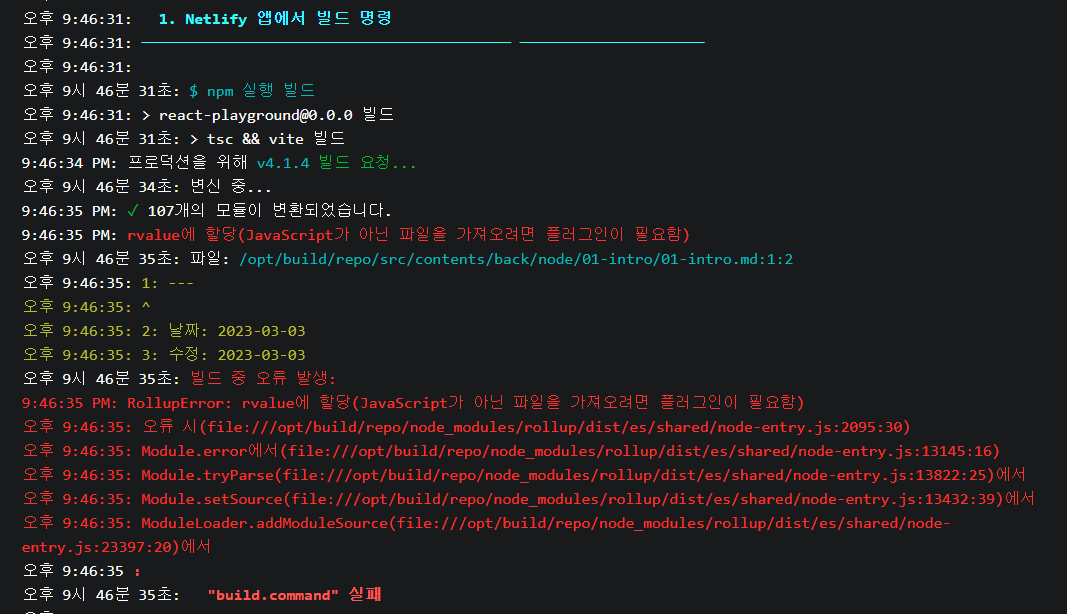 오후 9:46:31: 1. Netlify 앱에서 빌드 명령
오후 9:46:31: ────────────────────────────────────────────────────────────────
오후 9:46:31:
오후 9시 46분 31초: $ npm 실행 빌드
오후 9:46:31: > react-playground@0.0.0 빌드
오후 9시 46분 31초: > tsc && vite 빌드
9:46:34 PM: 프로덕션을 위해 v4.1.4 빌드 요청...
오후 9시 46분 34초: 변신 중...
9:46:35 PM: ✓ 107개의 모듈이 변환되었습니다.
9:46:35 PM: rvalue에 할당(JavaScript가 아닌 파일을 가져오려면 플러그인이 필요함)
오후 9시 46분 35초: 파일: /opt/build/repo/src/contents/back/node/01-intro/01-intro.md:1:2
오후 9:46:35: 1: ---
오후 9:46:35: ^
오후 9:46:35: 2: 날짜: 2023-03-03
오후 9:46:35: 3: 수정: 2023-03-03
오후 9시 46분 35초: 빌드 중 오류 발생:
9:46:35 PM: RollupError: rvalue에 할당(JavaScript가 아닌 파일을 가져오려면 플러그인이 필요함)
오후 9:46:35: 오류 시(file:///opt/build/repo/node_modules/rollup/dist/es/shared/node-entry.js:2095:30)
오후 9:46:35: Module.error에서(file:///opt/build/repo/node_modules/rollup/dist/es/shared/node-entry.js:13145:16)
오후 9:46:35: Module.tryParse(file:///opt/build/repo/node_modules/rollup/dist/es/shared/node-entry.js:13822:25)에서
오후 9:46:35: Module.setSource(file:///opt/build/repo/node_modules/rollup/dist/es/shared/node-entry.js:13432:39)에서
오후 9:46:35: ModuleLoader.addModuleSource(file:///opt/build/repo/node_modules/rollup/dist/es/shared/node-
entry.js:23397:20)에서
오후 9:46:35 :
오후 9시 46분 35초: "build.command" 실패